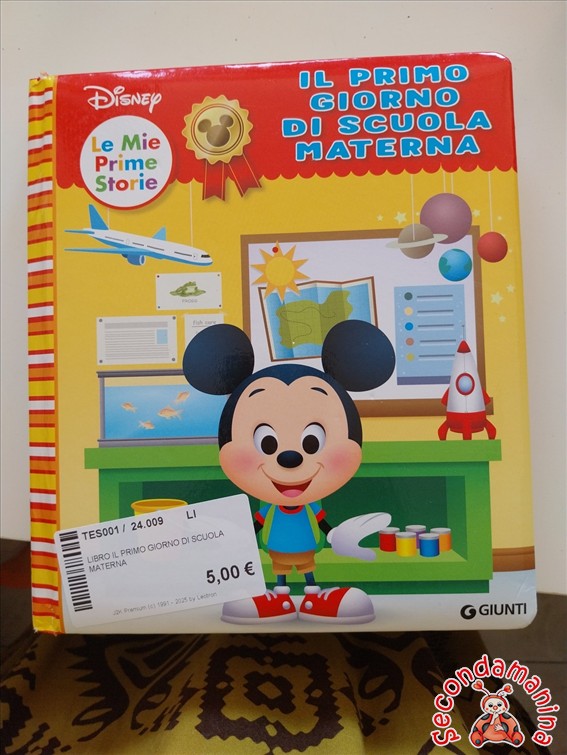 Disney
Le Mie
Prime
Storie
IL PRIMO
GIORNO
DI SCUOLA
MATERNA
TES001 / 24.009 LI
LIBRO IL PRIMO GIORNO DI SCUOLA
MATERNA
5,00 €
GIUNTI
Secondamanina